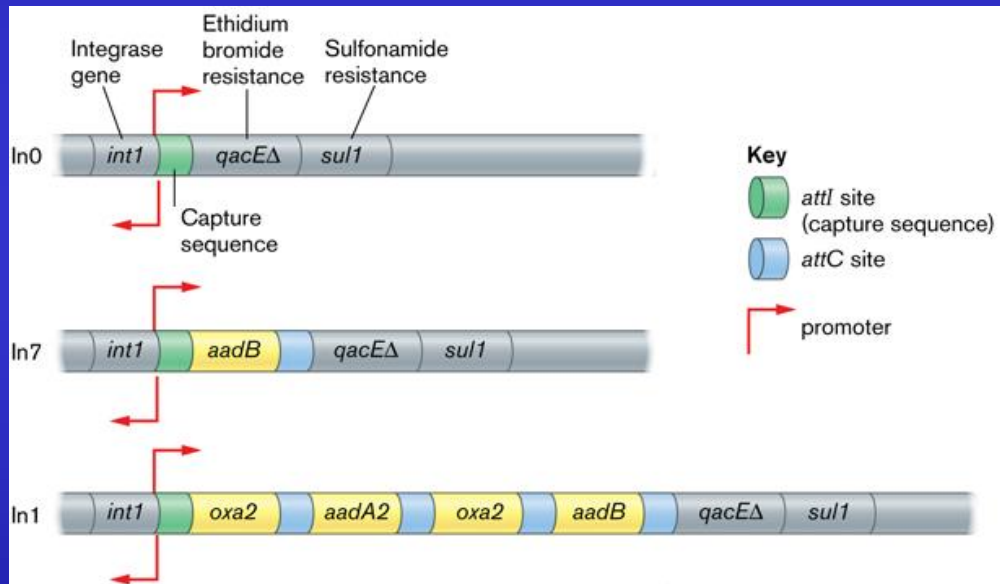 Integrase
gene
Ethidium
bromide
resistance
Sulfonamide
resistance
In0
int1
qacEΔ
sul1
Capture
sequence
Key
attI site
(capture sequence)
attC site
promoter
In7
int1
aadB
qacEΔ
sul1
In1
int1
oxa2
aadA2
oxa2
aadB
qacEΔ
sul1